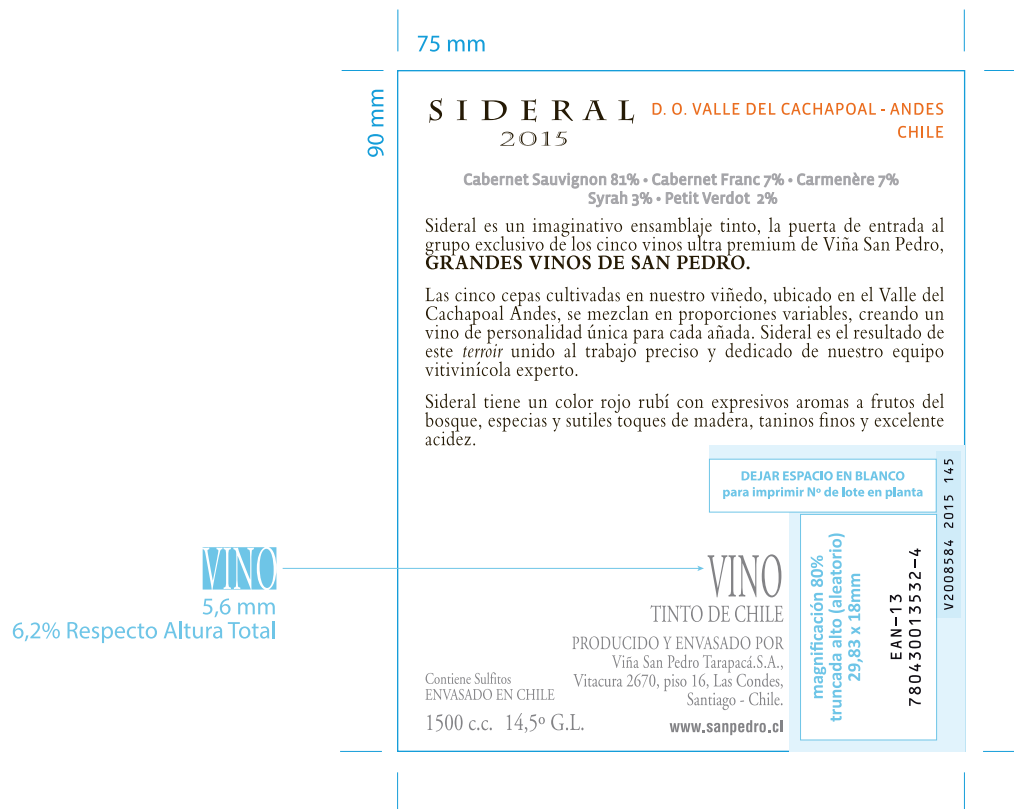 75 mm
90 mm
SIDERAL
2015
D. O. VALLE DEL CACHAPOAL - ANDES
CHILE
Cabernet Sauvignon 81% • Cabernet Franc 7% • Carmenère 7%
Syrah 3% • Petit Verdot 2%
Sideral es un imaginativo ensamblaje tinto, la puerta de entrada al
grupo exclusivo de los cinco vinos ultra premium de Viña San Pedro,
GRANDES VINOS DE SAN PEDRO.
Las cinco cepas cultivadas en nuestro viñedo, ubicado en el Valle del
Cachapoal Andes, se mezclan en proporciones variables, creando un
vino de personalidad única para cada añada. Sideral es el resultado de
este terroir unido al trabajo preciso y dedicado de nuestro equipo
vitivinícola experto.
Sideral tiene un color rojo rubí con expresivos aromas a frutos del
bosque, especias y sutiles toques de madera, taninos finos y excelente
acidez.
DEJAR ESPACIO EN BLANCO
para imprimir Nº de lote en planta
V2008584 2015 145
VINO
5,6 mm
6,2% Respecto Altura Total
VINO
TINTO DE CHILE
PRODUCIDO Y ENVASADO POR
Viña San Pedro Tarapacá.S.A.,
Vitacura 2670, piso 16, Las Condes,
Santiago - Chile.
www.sanpedro.cl
Contiene Sulfitos
ENVASADO EN CHILE
1500 c.c. 14,5º G.L.
magnificación 80%
truncada alto (aleatorio)
29,83 x 18mm
EAN-13
780430013532-4